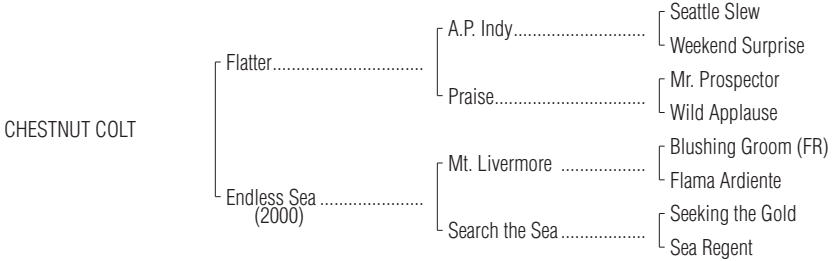 Seattle Slew
A.P. Indy..............................
Weekend Surprise
Flatter..................................
Mr. Prospector
Praise..................................
Wild Applause
CHESTNUT COLT
Blushing Groom (FR)
Mt. Livermore ...................
Flama Ardiente
Endless Sea .......................
(2000)
Seeking the Gold
Search the Sea...................
Sea Regent